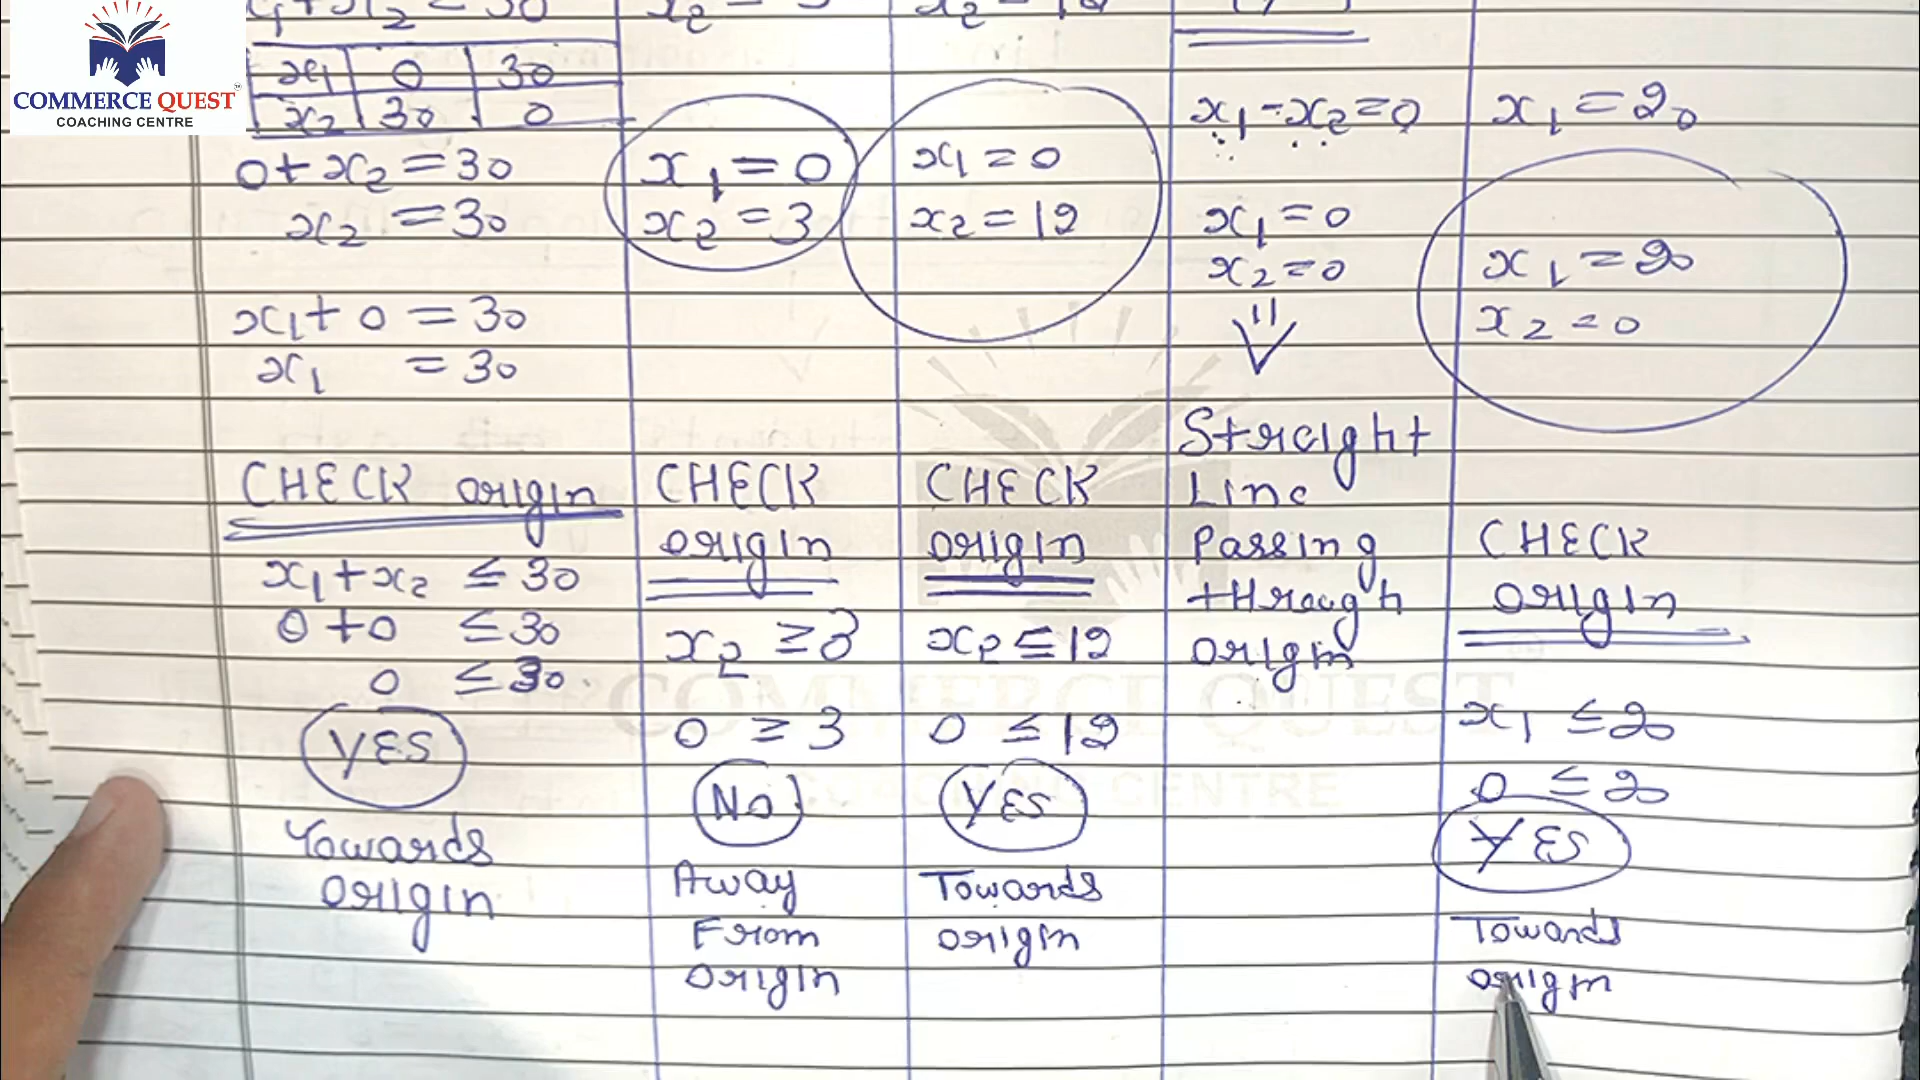 COMMERCE QUEST
COACHING CENTRE
x₁ 0 30
x₂ 30 0
0 + x₂ = 30
x₂ = 30
x₁ + 0 = 30
x₁ = 30
CHECK origin
x₁ + x₂ ≤ 30
0 + 0 ≤ 30
0 ≤ 30
YES
Towards
origin
x₁ = 0
x₂ = 3
CHECK
origin
x₂ ≥ 3
0 ≥ 3
No
Away
From
origin
x₁ = 0
x₂ = 12
CHECK
origin
x₂ ≤ 12
0 ≤ 12
YES
Towards
origin
x₁ - x₂ = 0
x₁ = 0
x₂ = 0
Straight
Line
Passing
through
origin
x₁ = 20
x₁ = 20
x₂ = 0
CHECK
origin
x₁ ≤ 20
0 ≤ 20
YES
Towards
origin
COMMERCE QUEST
COACHING CENTRE